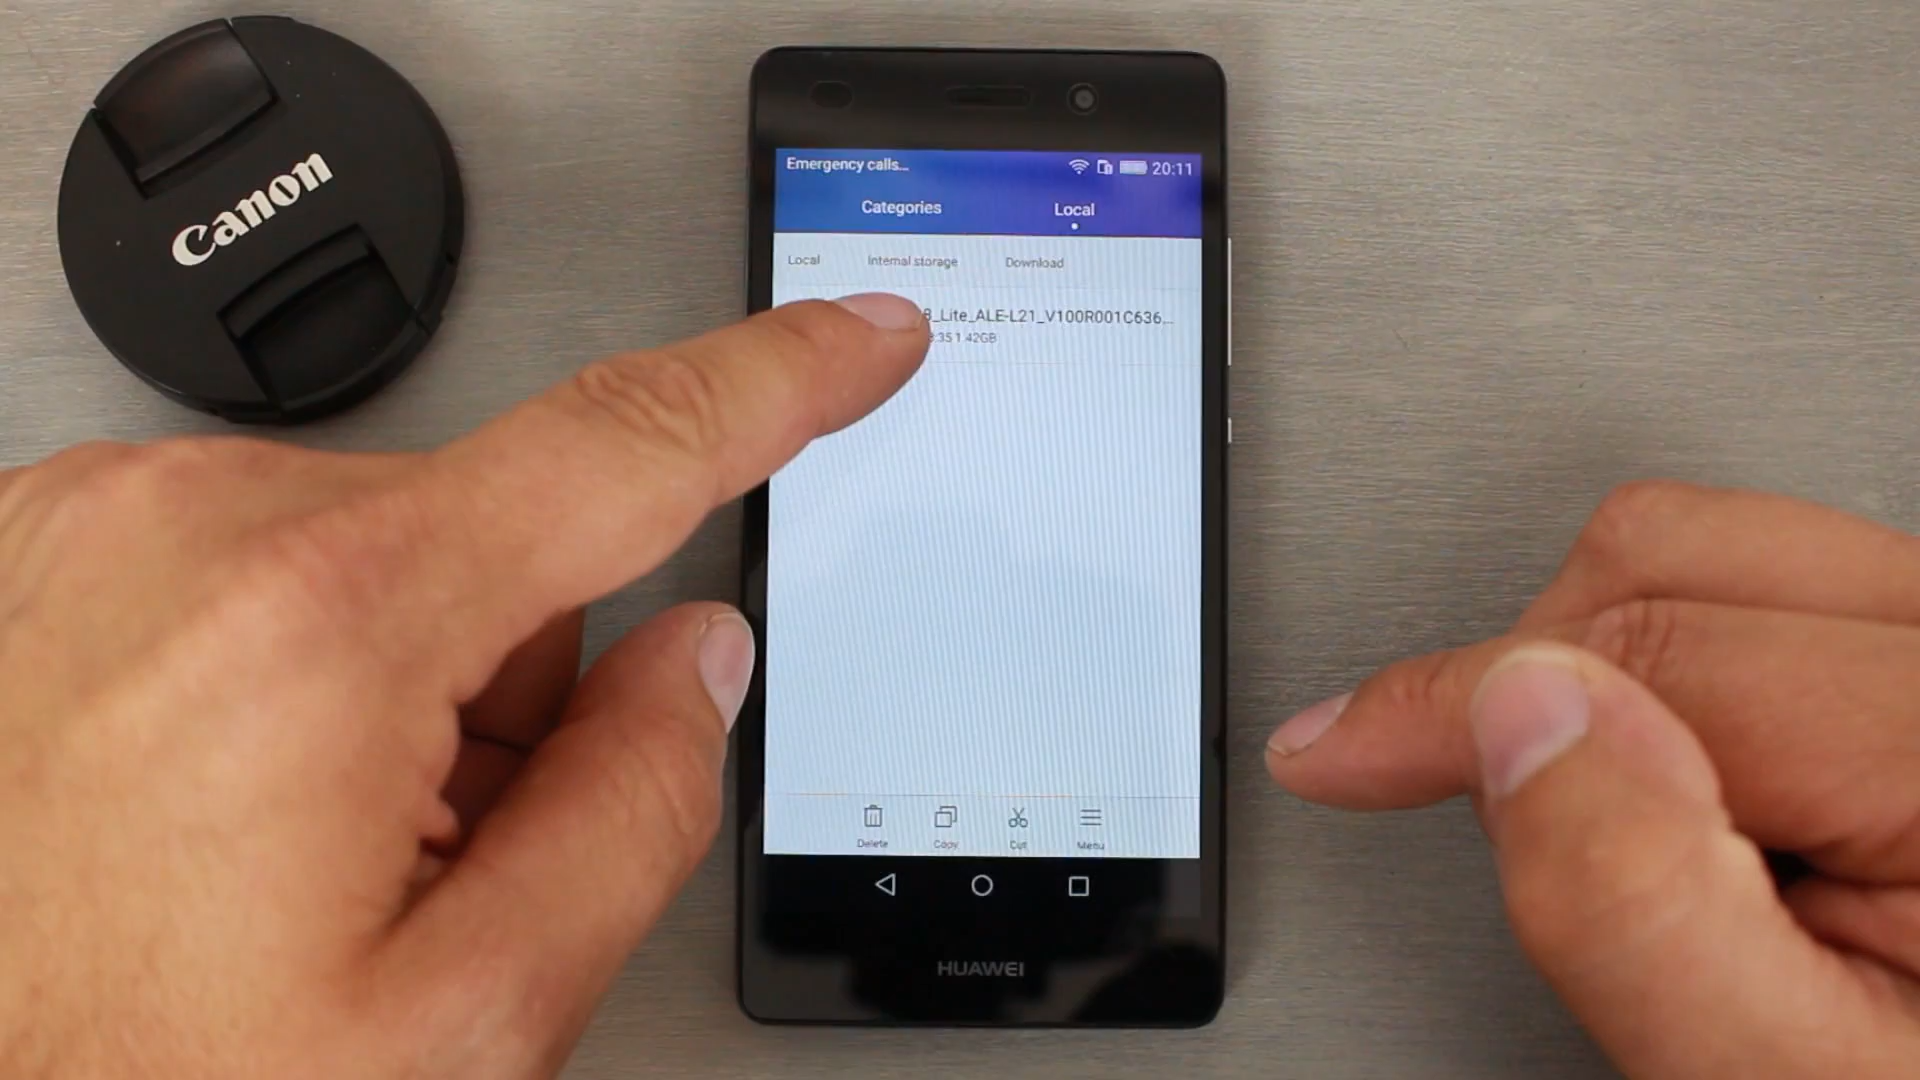 Canon
Emergency calls... 20:11
Categories Local
Local Internal storage Download
8_Lite_ALE-L21_V100R001C636...
1.42GB
Delete Copy Cut Menu
HUAWEI